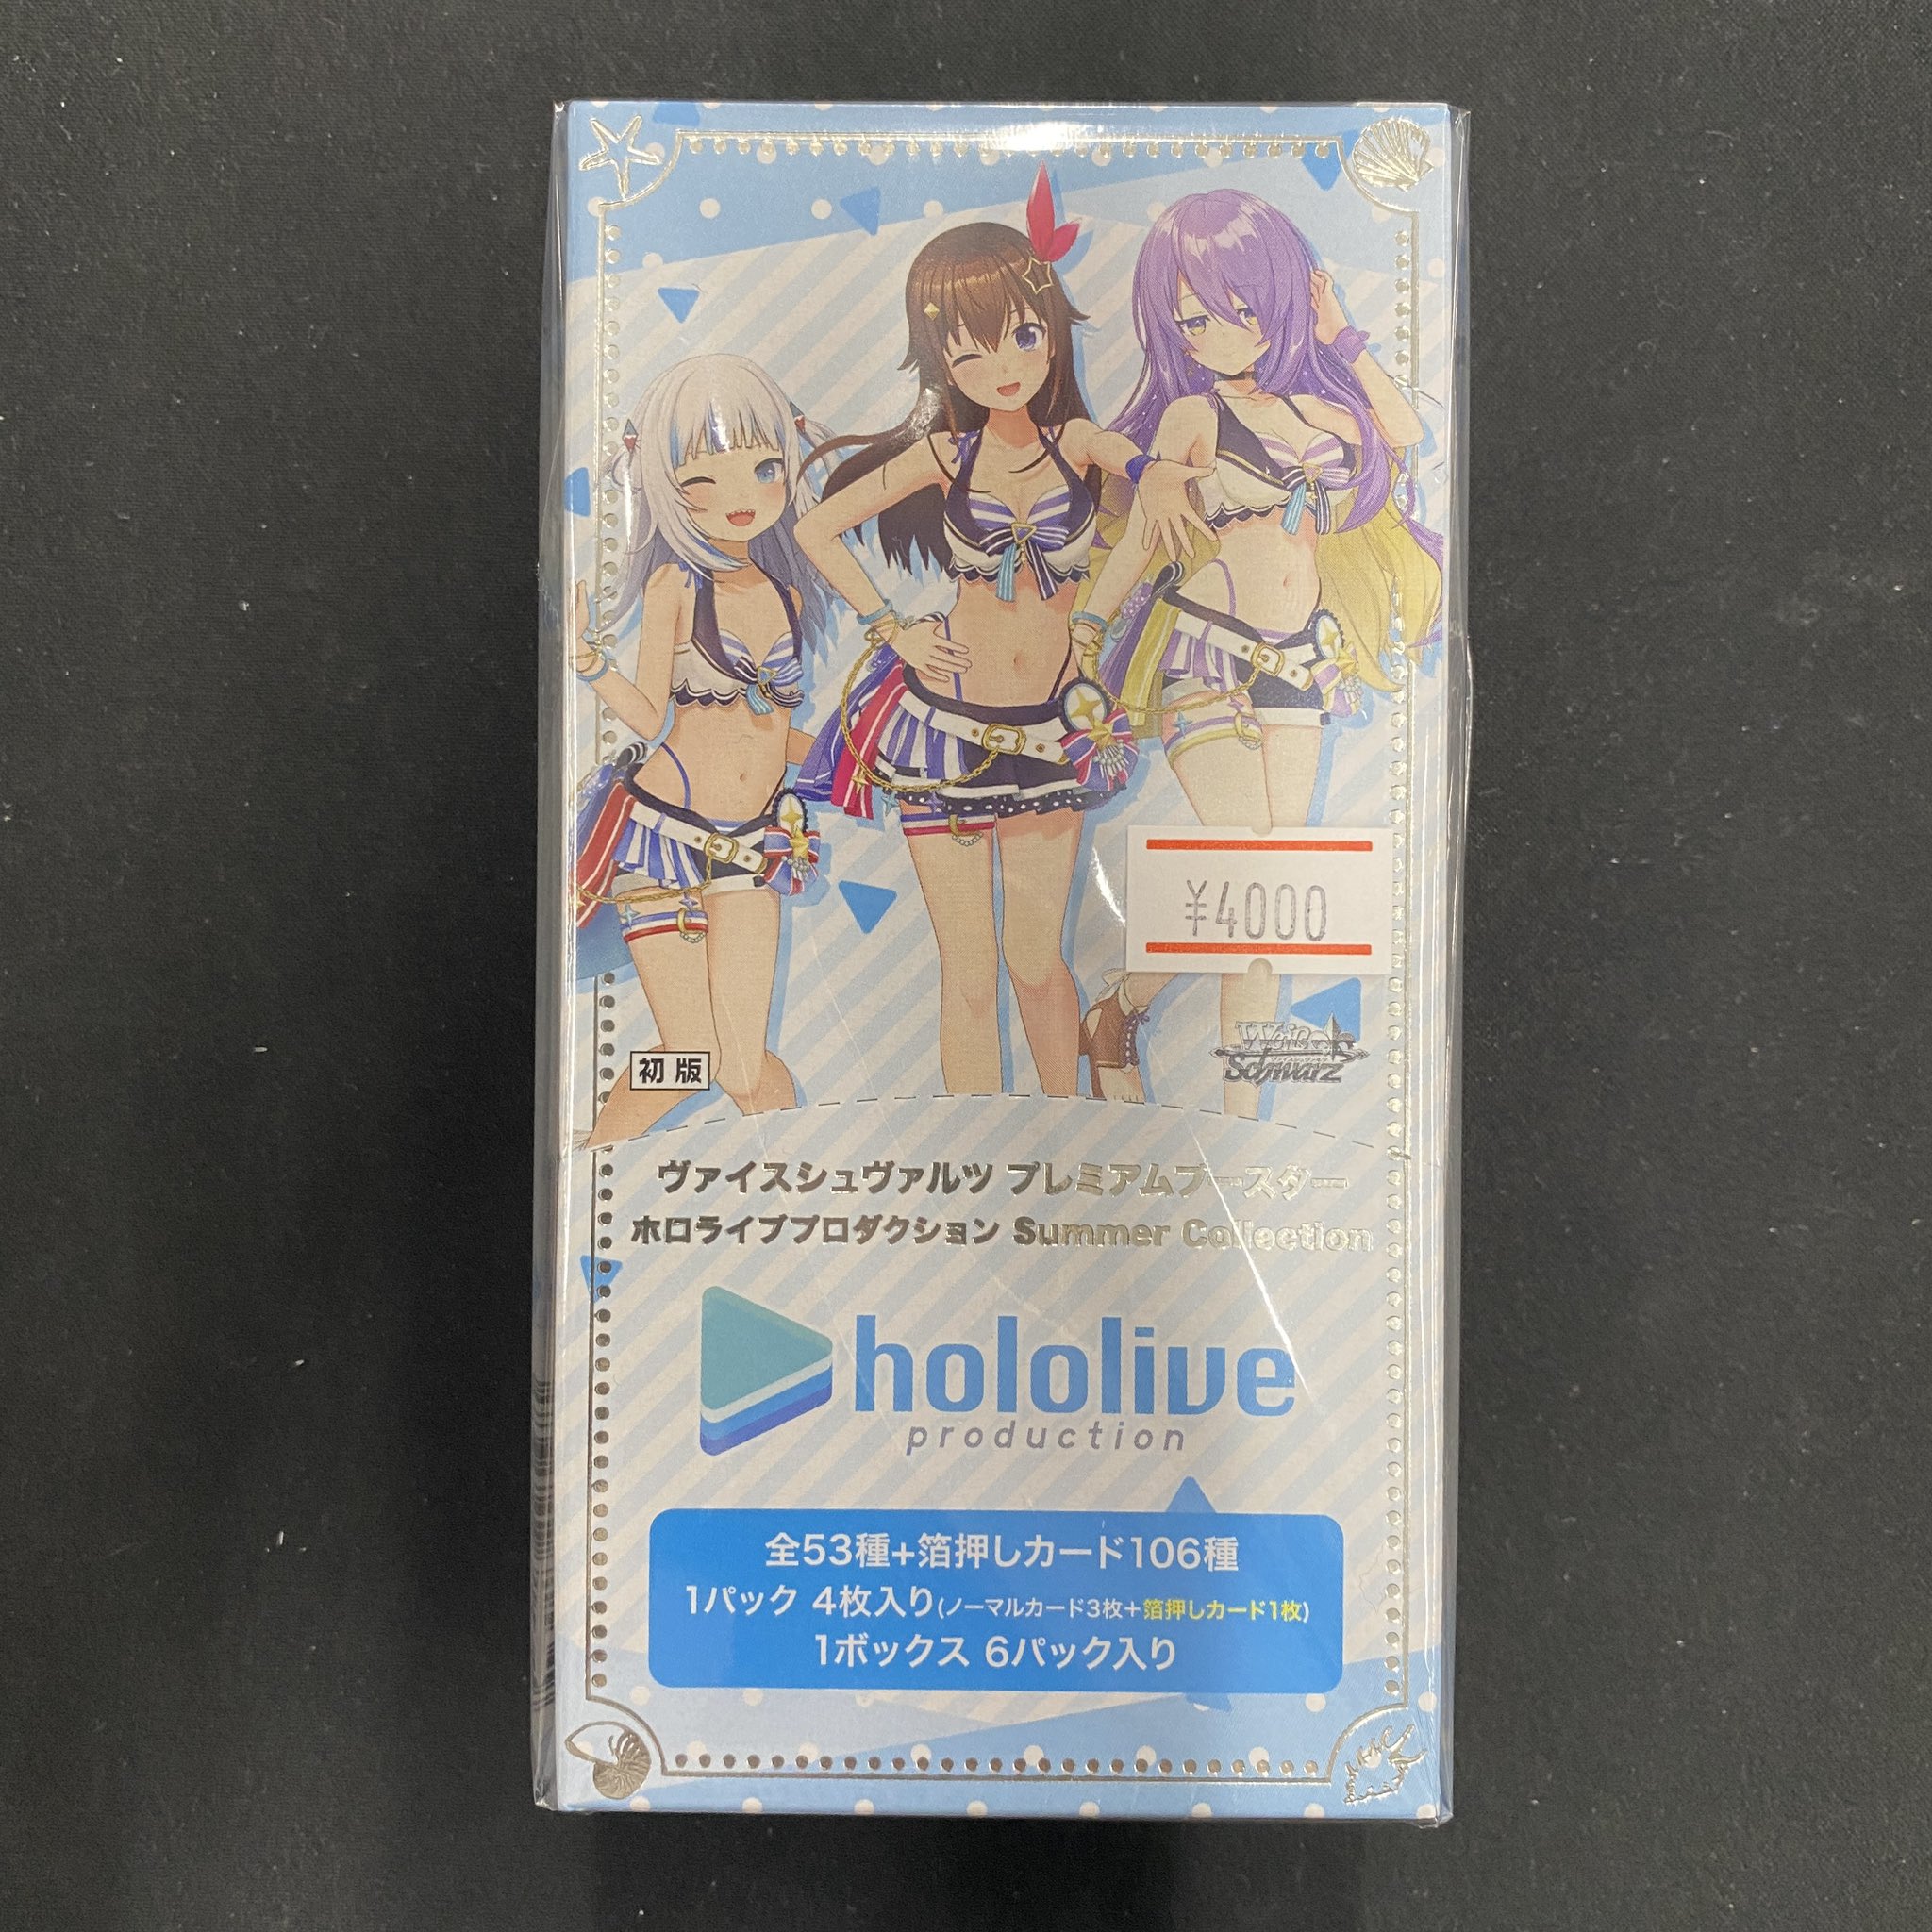 ¥4000
初版
Weiß Schwarz
ヴァイスシュヴァルツ プレミアムブースター
ホロライブプロダクション Summer Collection
hololive
production
全53種+箔押しカード106種
1パック 4枚入り(ノーマルカード3枚+箔押しカード1枚)
1ボックス 6パック入り